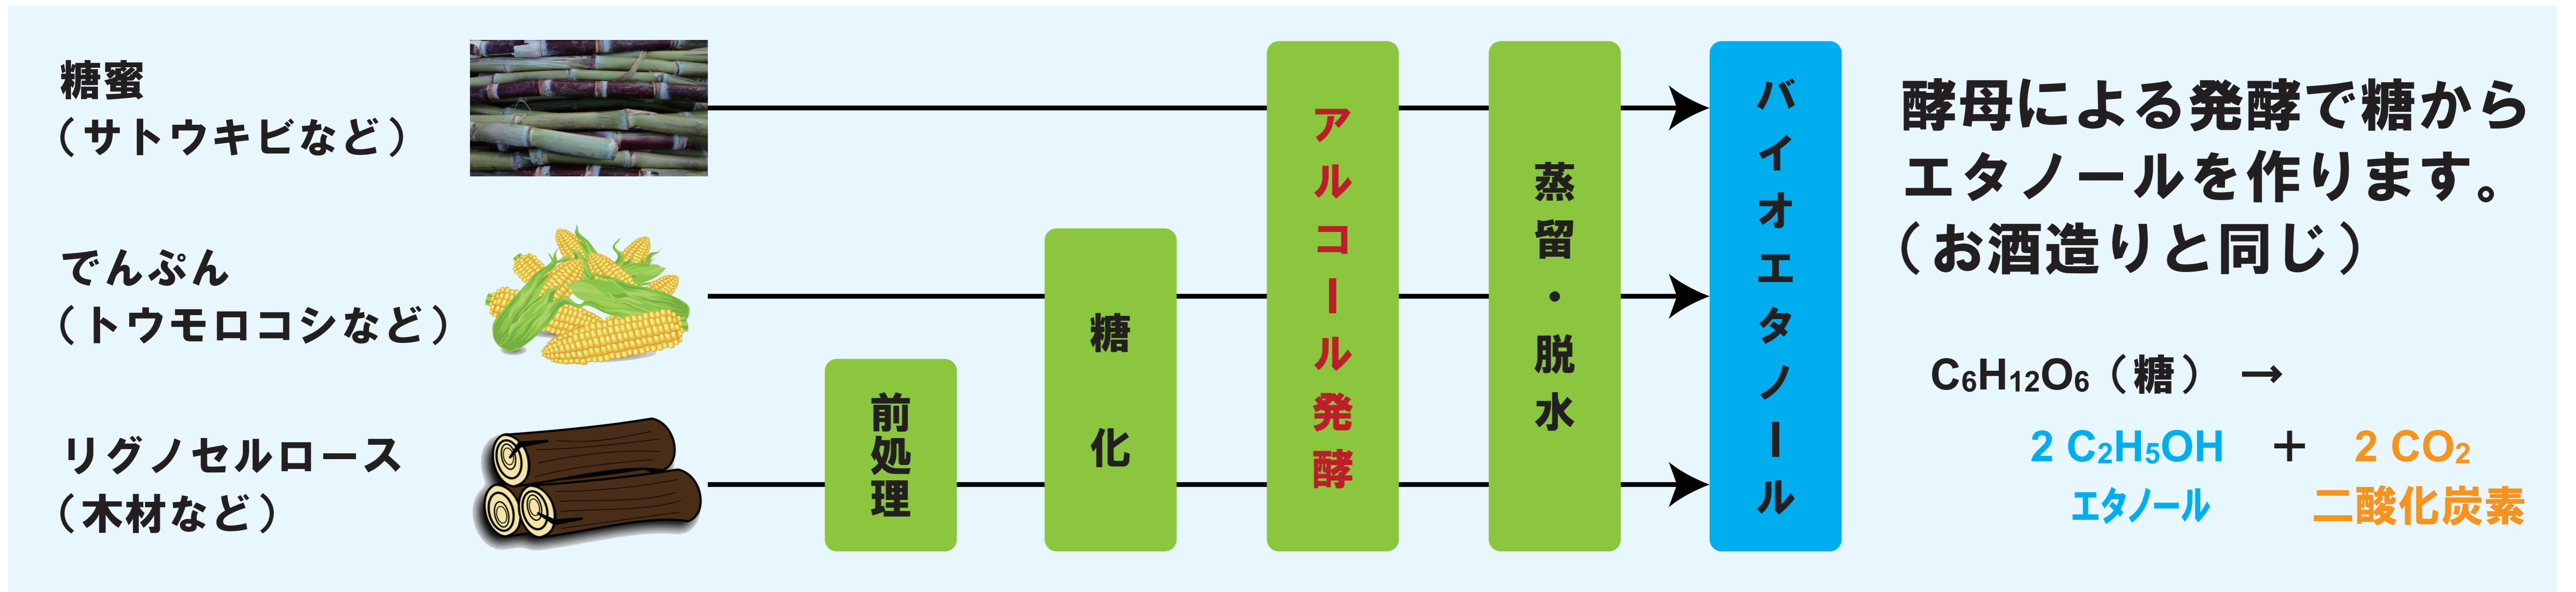 糖蜜
（サトウキビなど）
でんぷん
（トウモロコシなど）
リグノセルロース
（木材など）
前処理
糖化
アルコール発酵
蒸留・脱水
バイオエタノール
酵母による発酵で糖から
エタノールを作ります。
（お酒造りと同じ）
C₆H₁₂O₆（糖） →
2 C₂H₅OH ＋ 2 CO₂
エタノール 二酸化炭素